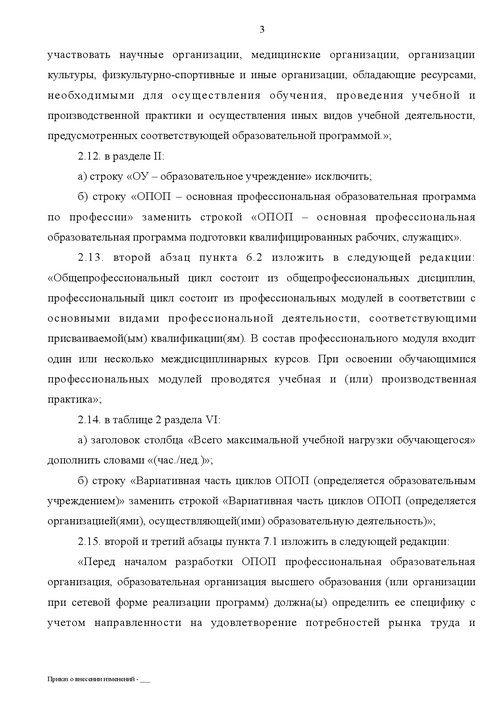 3
участвовать научные организации, медицинские организации, организации
культуры, физкультурно-спортивные и иные организации, обладающие ресурсами,
необходимыми для осуществления обучения, проведения учебной и
производственной практики и осуществления иных видов учебной деятельности,
предусмотренных соответствующей образовательной программой.»;
2.12. в разделе II:
а) строку «ОУ – образовательное учреждение» исключить;
б) строку «ОПОП – основная профессиональная образовательная программа
по профессии» заменить строкой «ОПОП – основная профессиональная
образовательная программа подготовки квалифицированных рабочих, служащих».
2.13. второй абзац пункта 6.2 изложить в следующей редакции:
«Общепрофессиональный цикл состоит из общепрофессиональных дисциплин,
профессиональный цикл состоит из профессиональных модулей в соответствии с
основными видами профессиональной деятельности, соответствующими
присваиваемой(ым) квалификации(ям). В состав профессионального модуля входит
один или несколько междисциплинарных курсов. При освоении обучающимися
профессиональных модулей проводятся учебная и (или) производственная
практика»;
2.14. в таблице 2 раздела VI:
а) заголовок столбца «Всего максимальной учебной нагрузки обучающегося»
дополнить словами «(час./нед.)»;
б) строку «Вариативная часть циклов ОПОП (определяется образовательным
учреждением)» заменить строкой «Вариативная часть циклов ОПОП (определяется
организацией(ями), осуществляющей(ими) образовательную деятельность)»;
2.15. второй и третий абзацы пункта 7.1 изложить в следующей редакции:
«Перед началом разработки ОПОП профессиональная образовательная
организация, образовательная организация высшего образования (или организации
при сетевой форме реализации программ) должна(ы) определить ее специфику с
учетом направленности на удовлетворение потребностей рынка труда и
Приказ о внесении изменений - ___